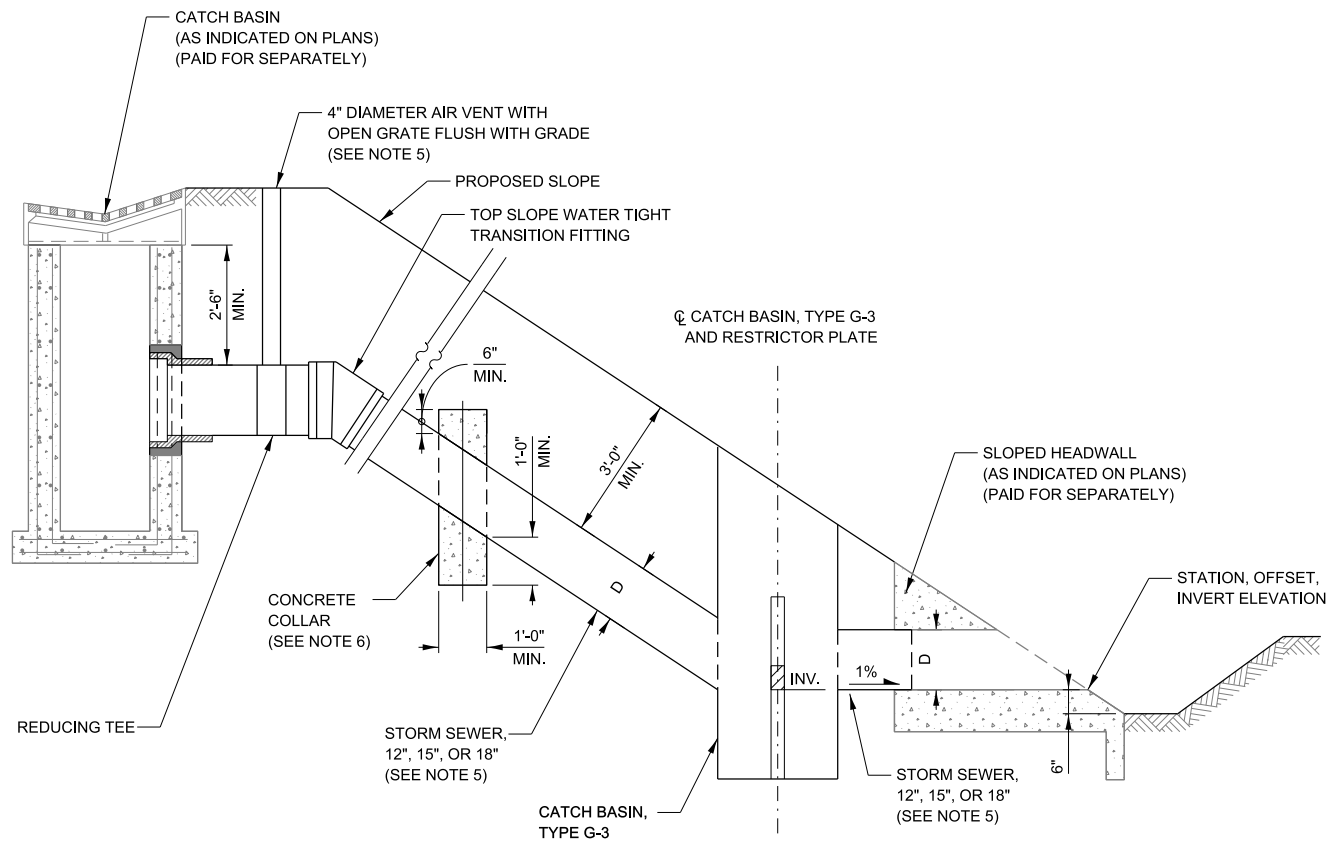 CATCH BASIN
(AS INDICATED ON PLANS)
(PAID FOR SEPARATELY)
4" DIAMETER AIR VENT WITH
OPEN GRATE FLUSH WITH GRADE
(SEE NOTE 5)
PROPOSED SLOPE
TOP SLOPE WATER TIGHT
TRANSITION FITTING
2'-6"
MIN.
℄ CATCH BASIN, TYPE G-3
AND RESTRICTOR PLATE
6"
MIN.
1'-0"
MIN.
3'-0"
MIN.
SLOPED HEADWALL
(AS INDICATED ON PLANS)
(PAID FOR SEPARATELY)
STATION, OFFSET,
INVERT ELEVATION
D
CONCRETE
COLLAR
(SEE NOTE 6)
1'-0"
MIN.
INV.
1%
D
REDUCING TEE
STORM SEWER,
12", 15", OR 18"
(SEE NOTE 5)
6"
STORM SEWER,
12", 15", OR 18"
(SEE NOTE 5)
CATCH BASIN,
TYPE G-3